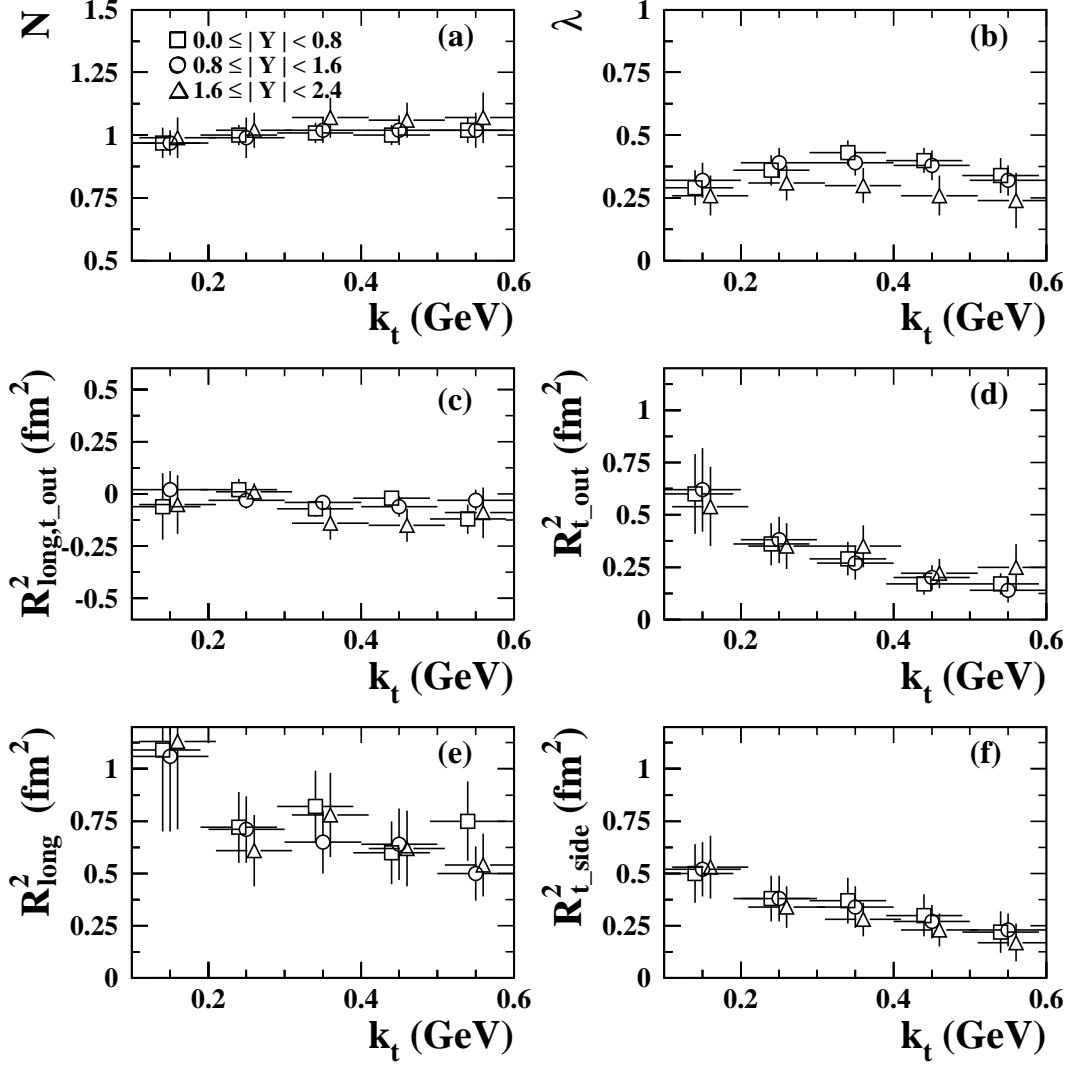 N
1.5
1.25
1
0.75
0.5
(a)
0.0 ≤ | Y | < 0.8
0.8 ≤ | Y | < 1.6
1.6 ≤ | Y | < 2.4
0.2 0.4 0.6
k_t (GeV)
λ
1
0.75
0.5
0.25
0
(b)
0.2 0.4 0.6
k_t (GeV)
R²_long,t_out (fm²)
0.5
0.25
0
-0.25
-0.5
(c)
0.2 0.4 0.6
k_t (GeV)
R²_t_out (fm²)
1
0.75
0.5
0.25
0
(d)
0.2 0.4 0.6
k_t (GeV)
R²_long (fm²)
1
0.75
0.5
0.25
0
(e)
0.2 0.4 0.6
k_t (GeV)
R²_t_side (fm²)
1
0.75
0.5
0.25
0
(f)
0.2 0.4 0.6
k_t (GeV)